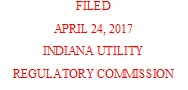 FILED
APRIL 24, 2017
INDIANA UTILITY
REGULATORY COMMISSION